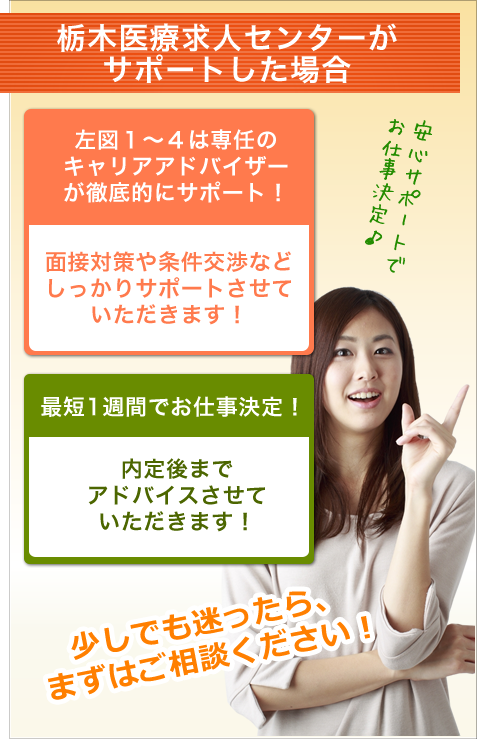 栃木医療求人センターが
サポートした場合
左図１～４は専任の
キャリアアドバイザー
が徹底的にサポート！
安心サポートで
お仕事決定♪
面接対策や条件交渉など
しっかりサポートさせて
いただきます！
最短1週間でお仕事決定！
内定後まで
アドバイスさせて
いただきます！
少しでも迷ったら、
まずはご相談ください！